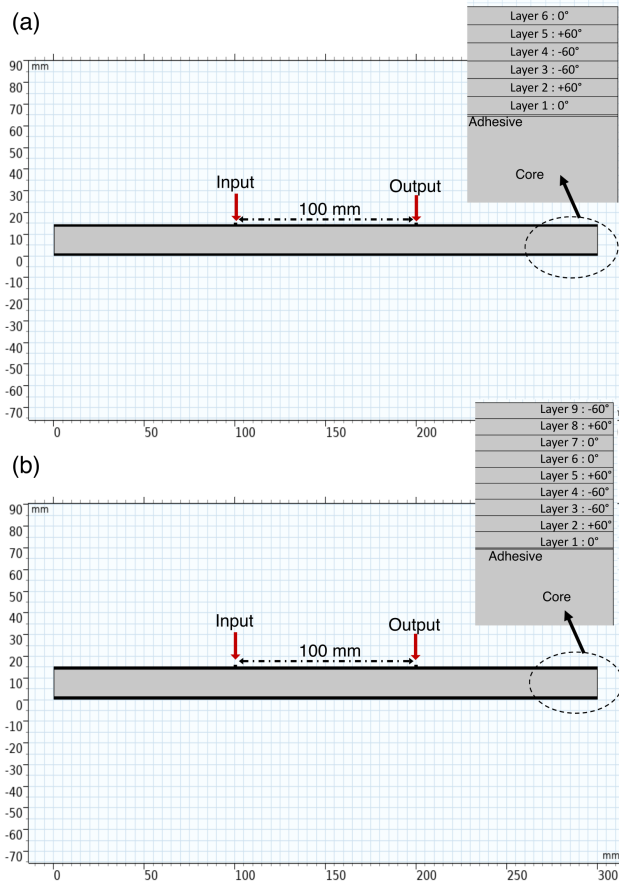 (a)
Layer 6 : 0°
Layer 5 : +60°
Layer 4 : -60°
Layer 3 : -60°
Layer 2 : +60°
Layer 1 : 0°
Adhesive
Core
mm
90
80
70
60
50
40
30
20
10
0
-10
-20
-30
-40
-50
-60
-70
Input
Output
100 mm
0 50 100 150 200
(b)
Layer 9 : -60°
Layer 8 : +60°
Layer 7 : 0°
Layer 6 : 0°
Layer 5 : +60°
Layer 4 : -60°
Layer 3 : -60°
Layer 2 : +60°
Layer 1 : 0°
Adhesive
Core
mm
90
80
70
60
50
40
30
20
10
0
-10
-20
-30
-40
-50
-60
-70
Input
Output
100 mm
mm
0 50 100 150 200 250 300